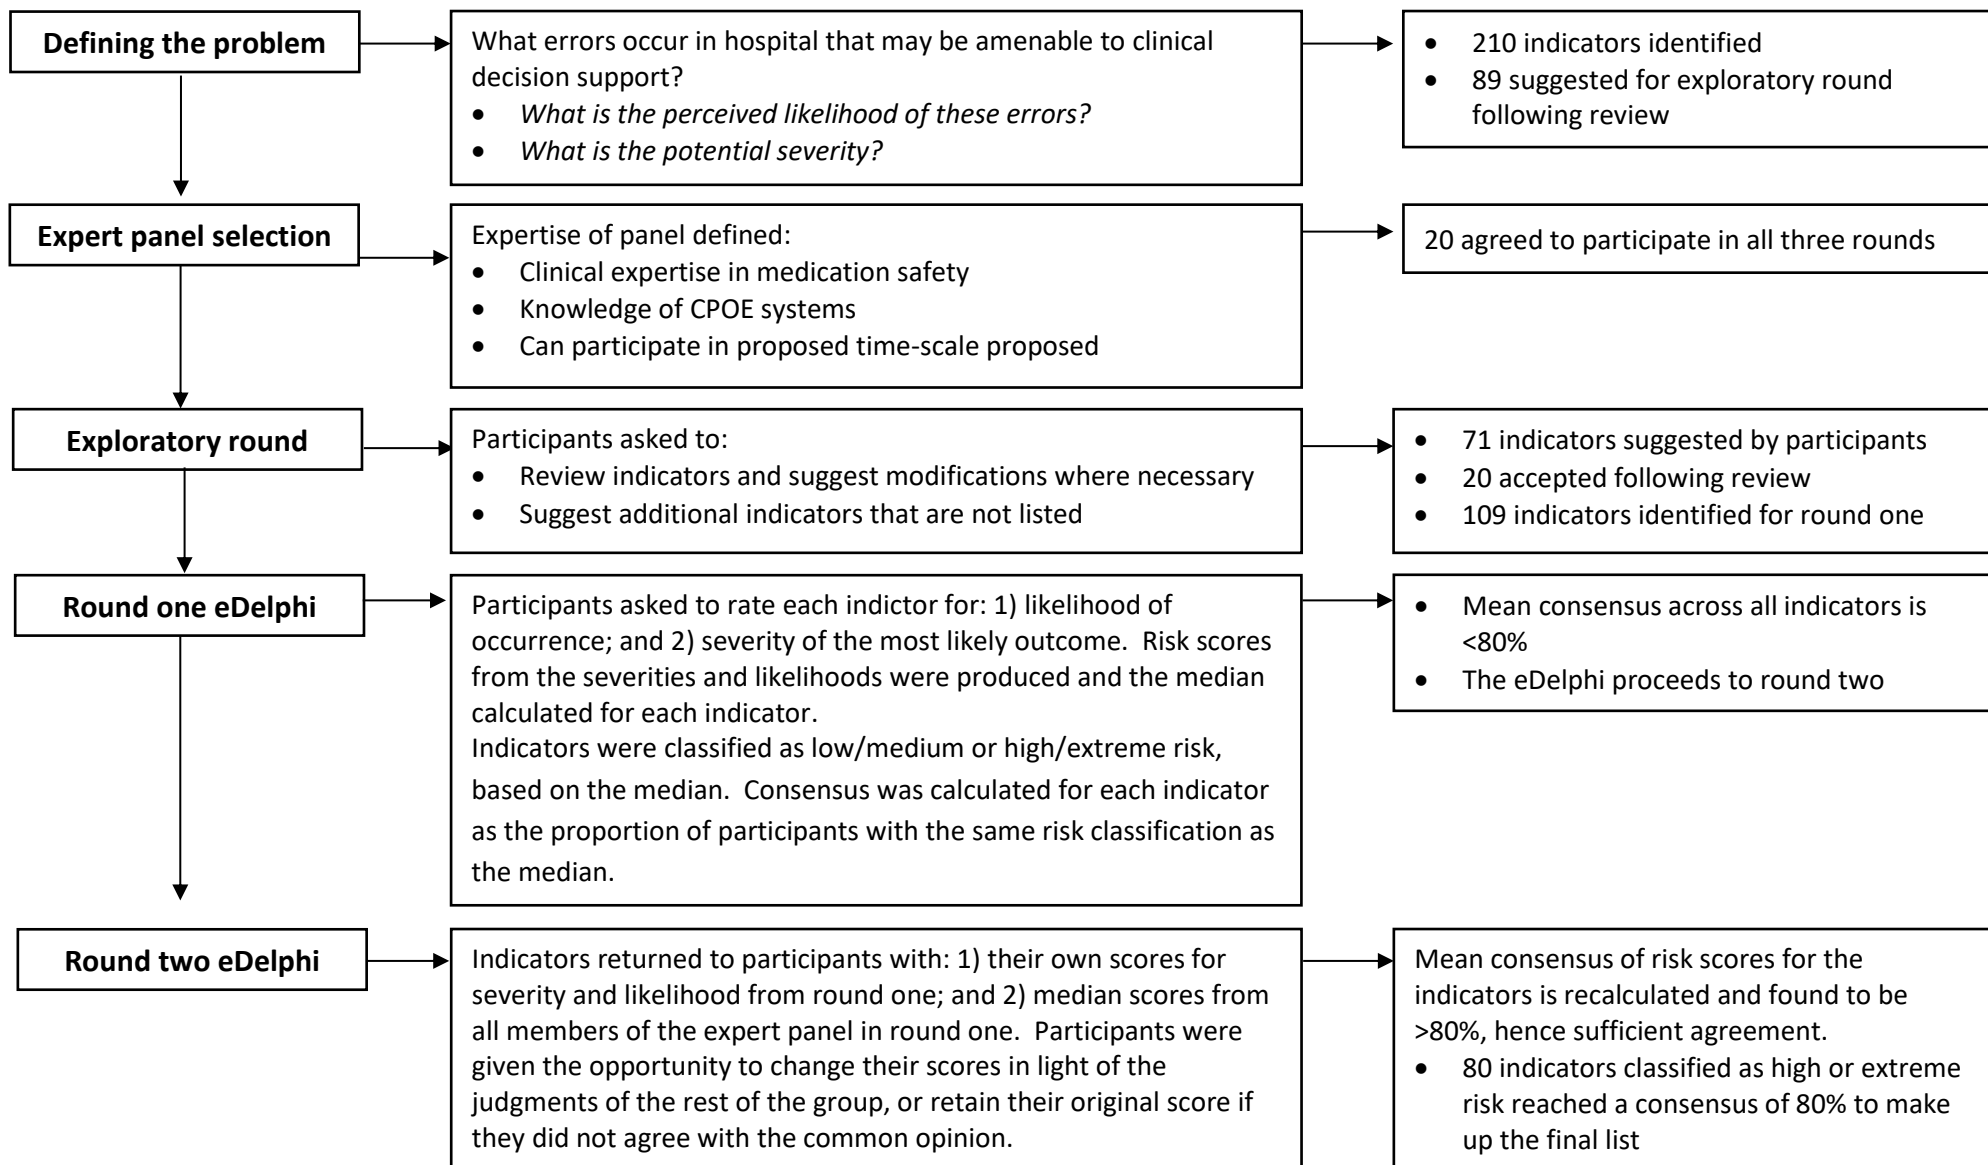 Defining the problem
What errors occur in hospital that may be amenable to clinical
decision support?
• What is the perceived likelihood of these errors?
• What is the potential severity?
• 210 indicators identified
• 89 suggested for exploratory round
following review
Expert panel selection
Expertise of panel defined:
• Clinical expertise in medication safety
• Knowledge of CPOE systems
• Can participate in proposed time-scale proposed
20 agreed to participate in all three rounds
Exploratory round
Participants asked to:
• Review indicators and suggest modifications where necessary
• Suggest additional indicators that are not listed
• 71 indicators suggested by participants
• 20 accepted following review
• 109 indicators identified for round one
Round one eDelphi
Participants asked to rate each indictor for: 1) likelihood of
occurrence; and 2) severity of the most likely outcome. Risk scores
from the severities and likelihoods were produced and the median
calculated for each indicator.
Indicators were classified as low/medium or high/extreme risk,
based on the median. Consensus was calculated for each indicator
as the proportion of participants with the same risk classification as
the median.
• Mean consensus across all indicators is
<80%
• The eDelphi proceeds to round two
Round two eDelphi
Indicators returned to participants with: 1) their own scores for
severity and likelihood from round one; and 2) median scores from
all members of the expert panel in round one. Participants were
given the opportunity to change their scores in light of the
judgments of the rest of the group, or retain their original score if
they did not agree with the common opinion.
Mean consensus of risk scores for the
indicators is recalculated and found to be
>80%, hence sufficient agreement.
• 80 indicators classified as high or extreme
risk reached a consensus of 80% to make
up the final list